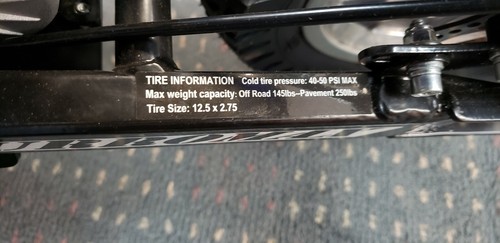 TIRE INFORMATION Cold tire pressure: 40-50 PSI MAX
Max weight capacity: Off Road 145lbs--Pavement 250lbs
Tire Size: 12.5 x 2.75